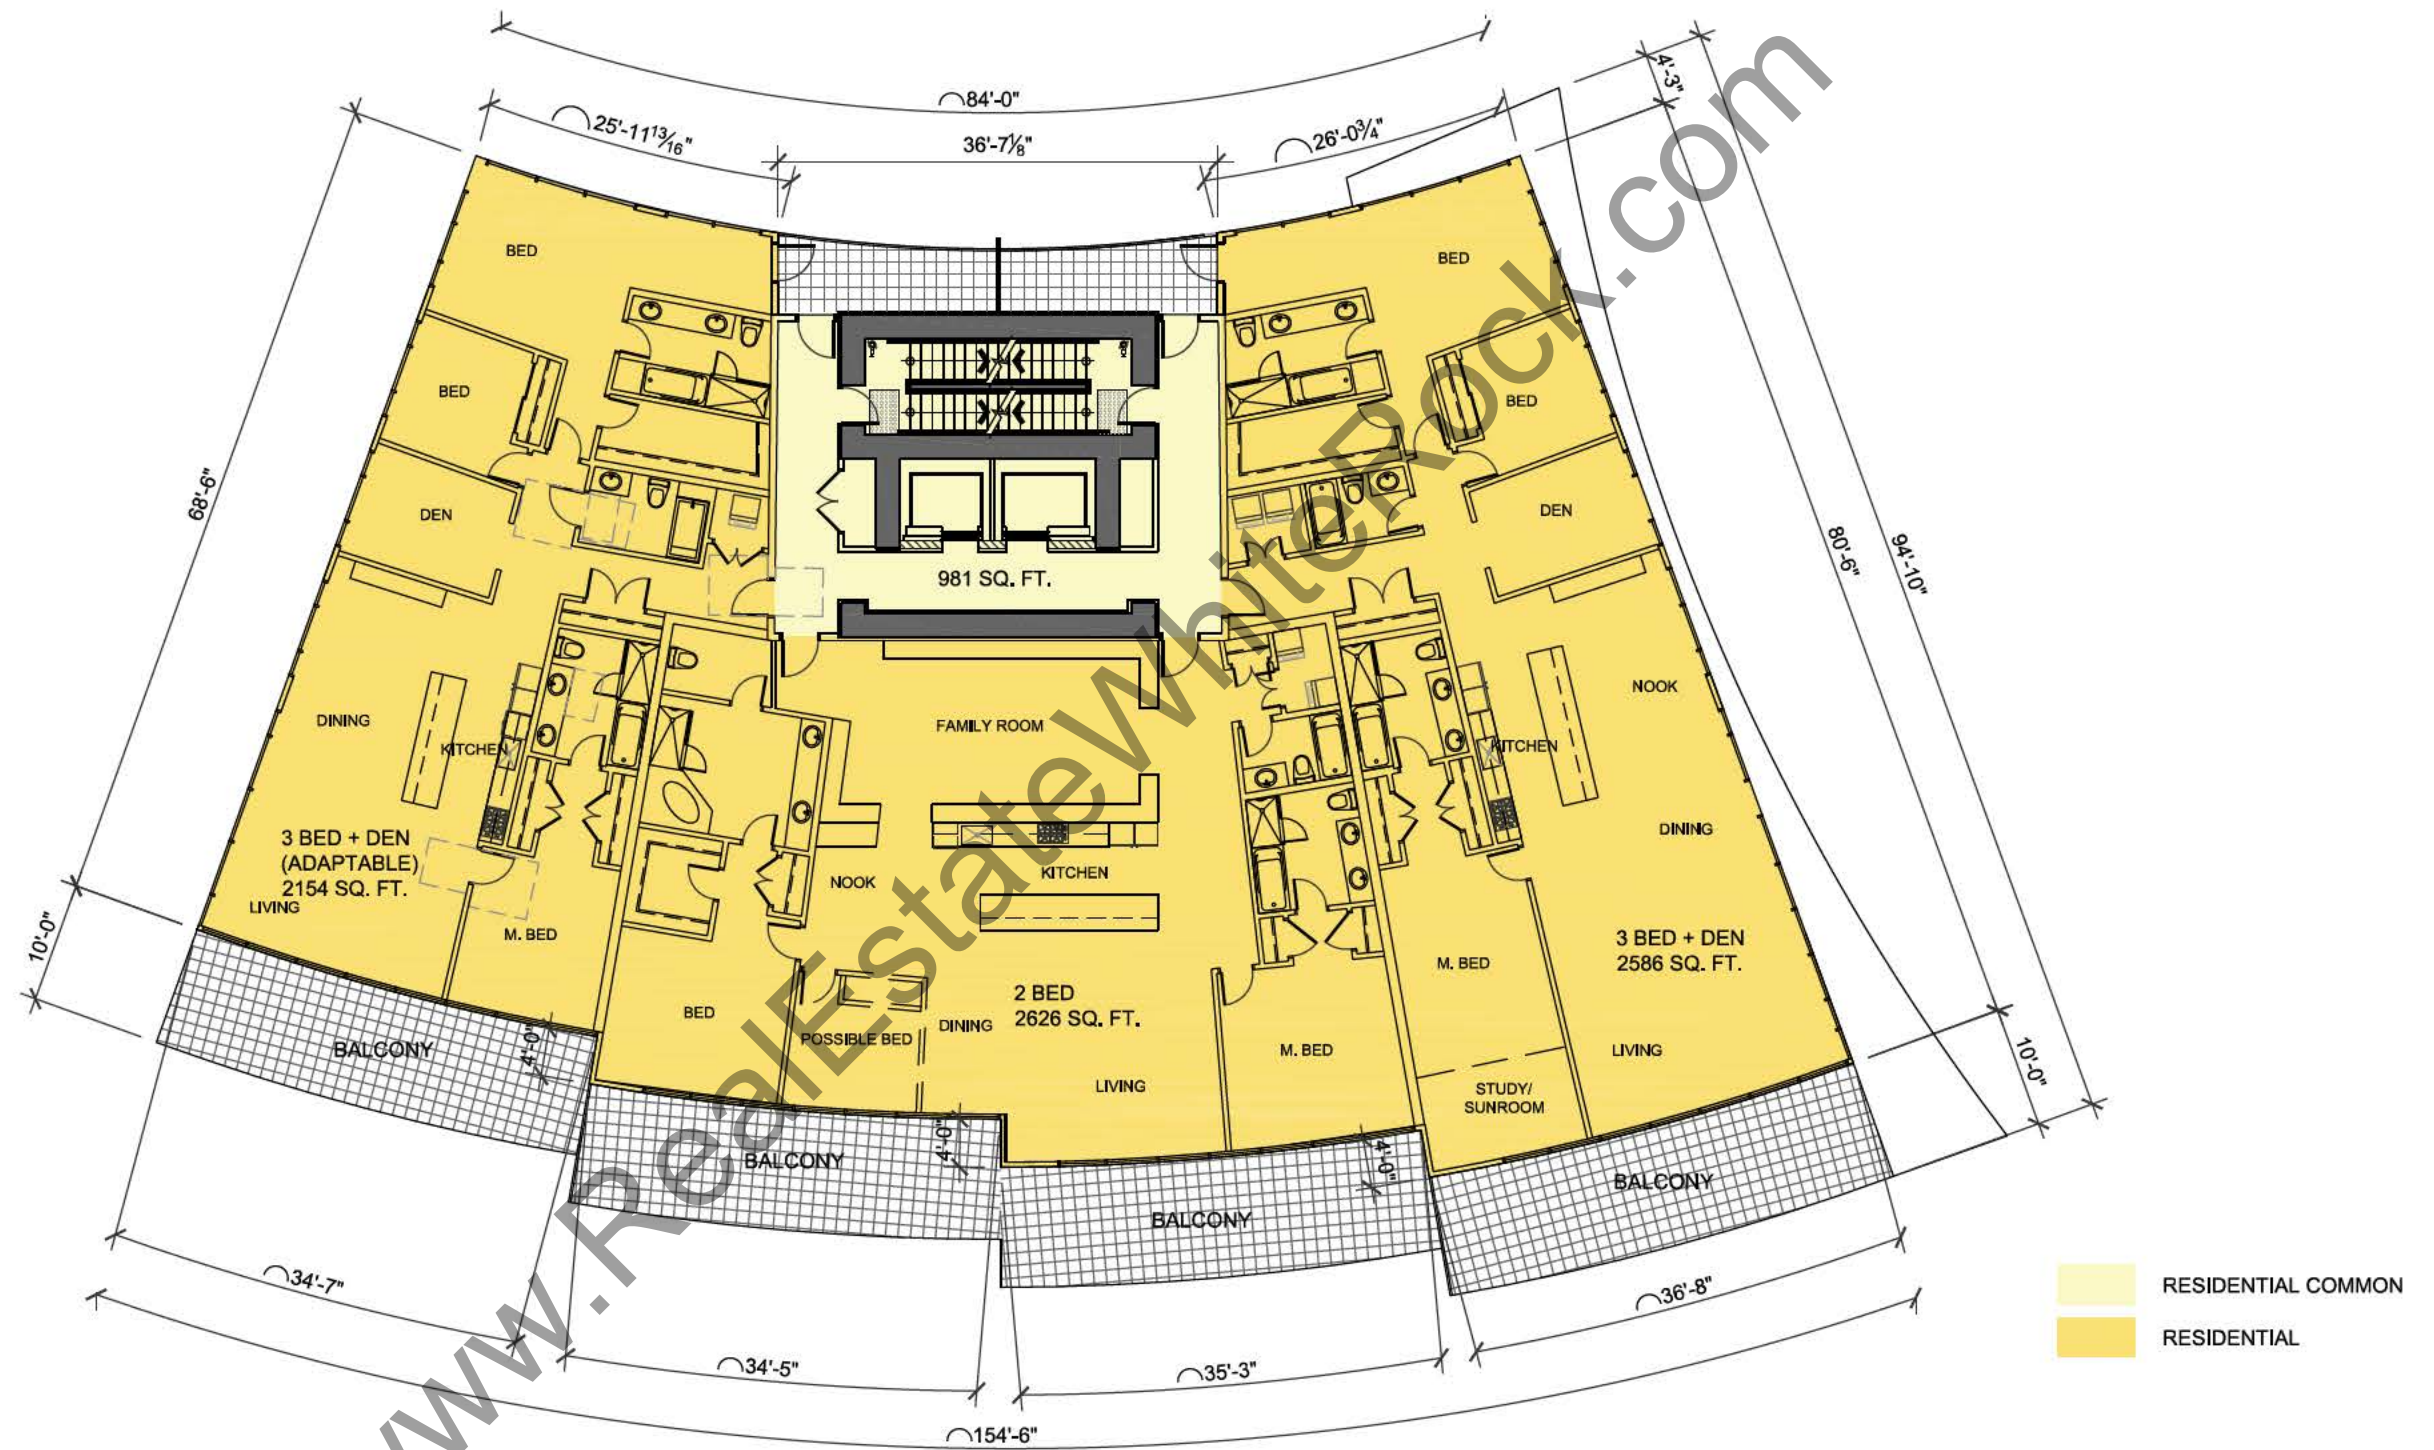 84'-0"
4'-3"
25'-11 13/16"
36'-7 1/8"
26'-0 3/4"
BED
BED
BED
BED
68'-6"
DEN
DEN
80'-6"
94'-10"
981 SQ. FT.
NOOK
DINING
KITCHEN
FAMILY ROOM
KITCHEN
DINING
3 BED + DEN
(ADAPTABLE)
2154 SQ. FT.
LIVING
NOOK
KITCHEN
10'-0"
M. BED
3 BED + DEN
2586 SQ. FT.
M. BED
2 BED
2626 SQ. FT.
BED
DINING
POSSIBLE BED
BALCONY
4'-0"
M. BED
LIVING
LIVING
10'-0"
STUDY/
SUNROOM
4'-0"
BALCONY
4'-0"
BALCONY
BALCONY
34'-7"
34'-5"
35'-3"
36'-8"
154'-6"
RESIDENTIAL COMMON
RESIDENTIAL
www.RealEstateWhiteRock.com